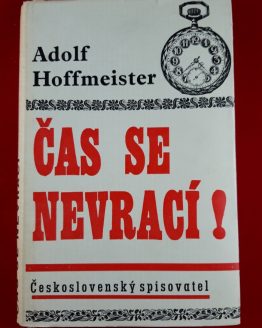 Adolf
Hoffmeister
ČAS SE
NEVRACÍ!
Československý spisovatel